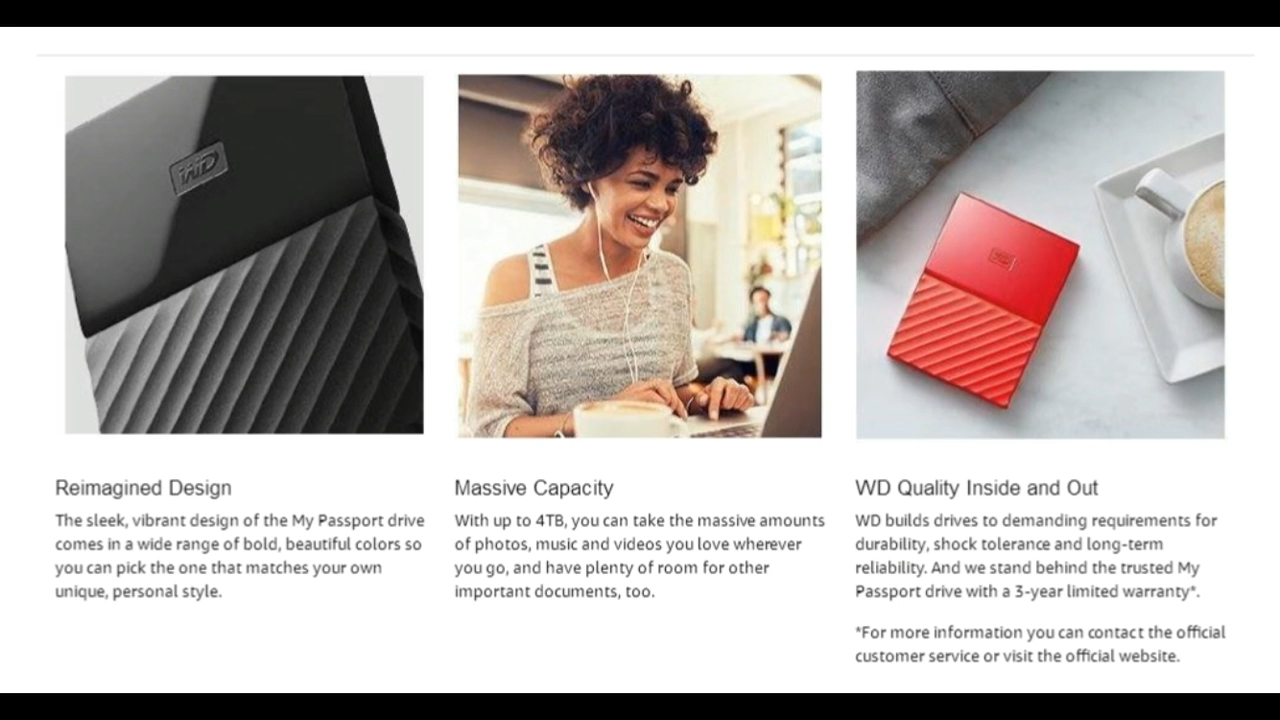 WD
Reimagined Design
The sleek, vibrant design of the My Passport drive
comes in a wide range of bold, beautiful colors so
you can pick the one that matches your own
unique, personal style.
Massive Capacity
With up to 4TB, you can take the massive amounts
of photos, music and videos you love wherever
you go, and have plenty of room for other
important documents, too.
WD
WD Quality Inside and Out
WD builds drives to demanding requirements for
durability, shock tolerance and long-term
reliability. And we stand behind the trusted My
Passport drive with a 3-year limited warranty*.
*For more information you can contact the official
customer service or visit the official website.